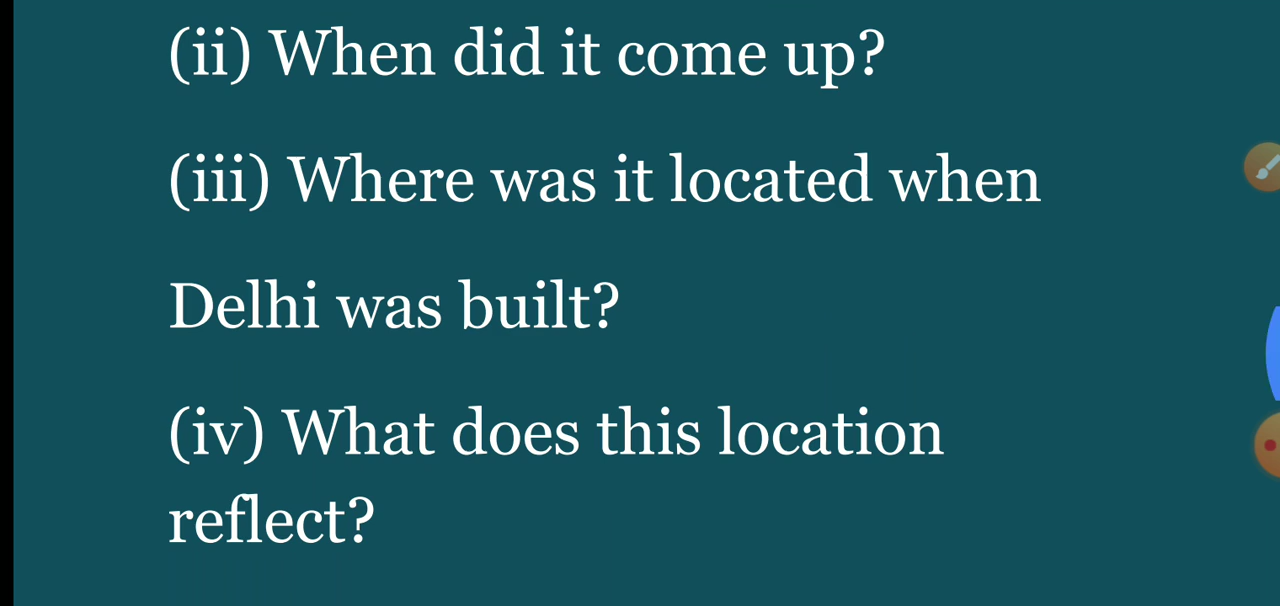 (ii) When did it come up?
(iii) Where was it located when
Delhi was built?
(iv) What does this location
reflect?